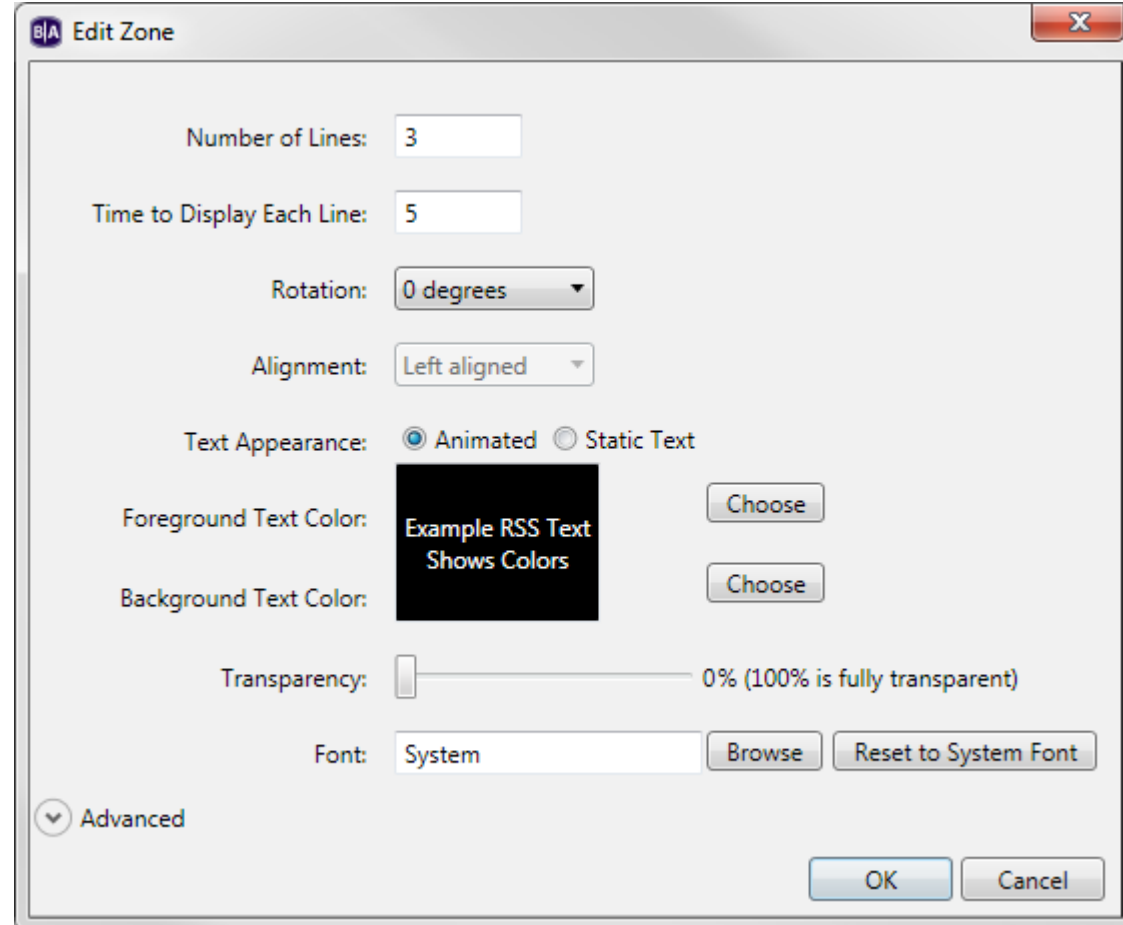 B|A Edit Zone
Number of Lines: 3
Time to Display Each Line: 5
Rotation: 0 degrees
Alignment: Left aligned
Text Appearance: Animated Static Text
Foreground Text Color: Choose
Example RSS Text
Shows Colors
Background Text Color: Choose
Transparency: 0% (100% is fully transparent)
Font: System Browse Reset to System Font
Advanced
OK Cancel